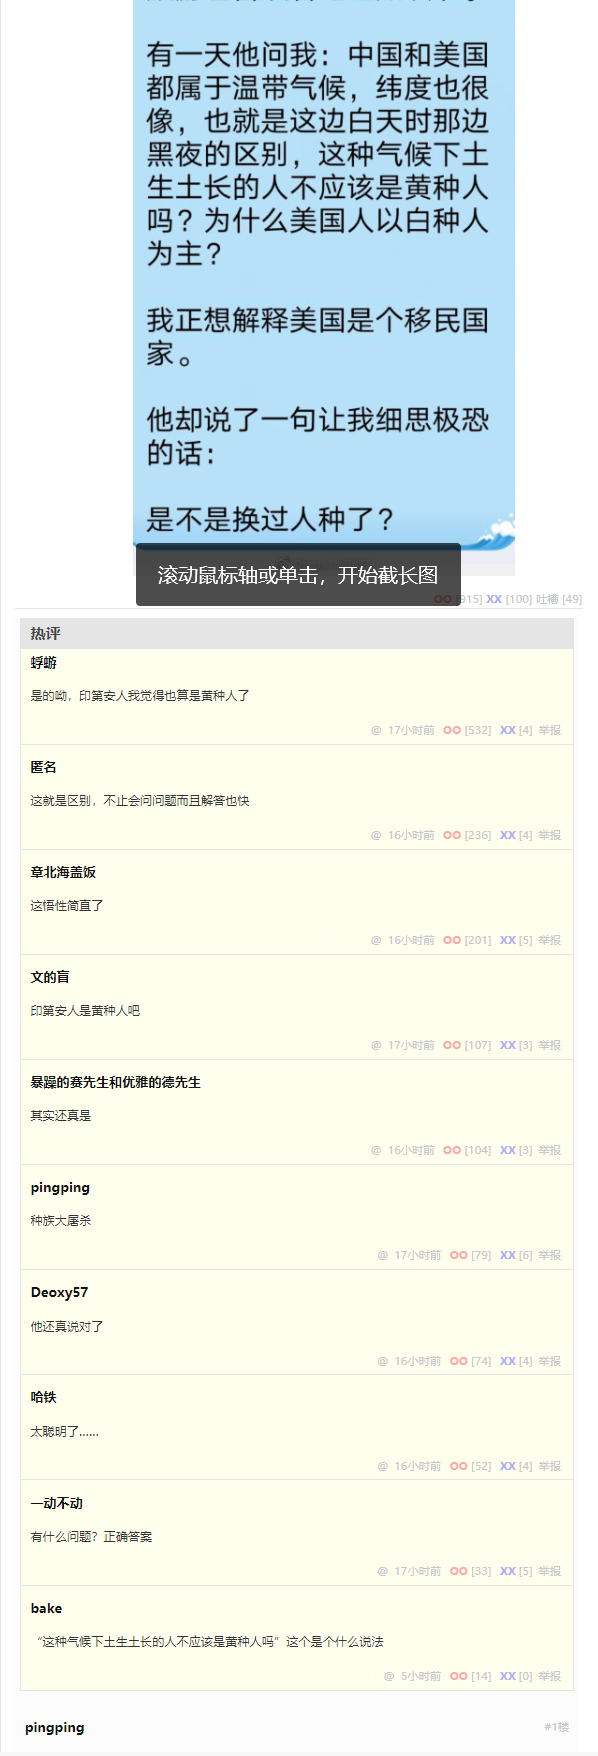 有一天他问我：中国和美国
都属于温带气候，纬度也很
像，也就是这边白天时那边
黑夜的区别，这种气候下土
生土长的人不应该是黄种人
吗？为什么美国人以白种人
为主？
我正想解释美国是个移民国
家。
他却说了一句让我细思极恐
的话：
是不是换过人种了？
滚动鼠标轴或单击，开始截长图
OO [915] XX [100] 吐槽 [49]
热评
蜉蝣
是的呦，印第安人我觉得也算是黄种人了
@ 17小时前 OO [532] XX [4] 举报
匿名
这就是区别，不止会问问题而且解答也快
@ 16小时前 OO [236] XX [4] 举报
章北海盖饭
这悟性简直了
@ 16小时前 OO [201] XX [5] 举报
文的盲
印第安人是黄种人吧
@ 17小时前 OO [107] XX [3] 举报
暴躁的赛先生和优雅的德先生
其实还真是
@ 16小时前 OO [104] XX [3] 举报
pingping
种族大屠杀
@ 17小时前 OO [79] XX [6] 举报
Deoxy57
他还真说对了
@ 16小时前 OO [74] XX [4] 举报
哈铁
太聪明了……
@ 16小时前 OO [52] XX [4] 举报
一动不动
有什么问题？正确答案
@ 17小时前 OO [33] XX [5] 举报
bake
“这种气候下土生土长的人不应该是黄种人吗”这个是个什么说法
@ 5小时前 OO [14] XX [0] 举报
pingping #1楼